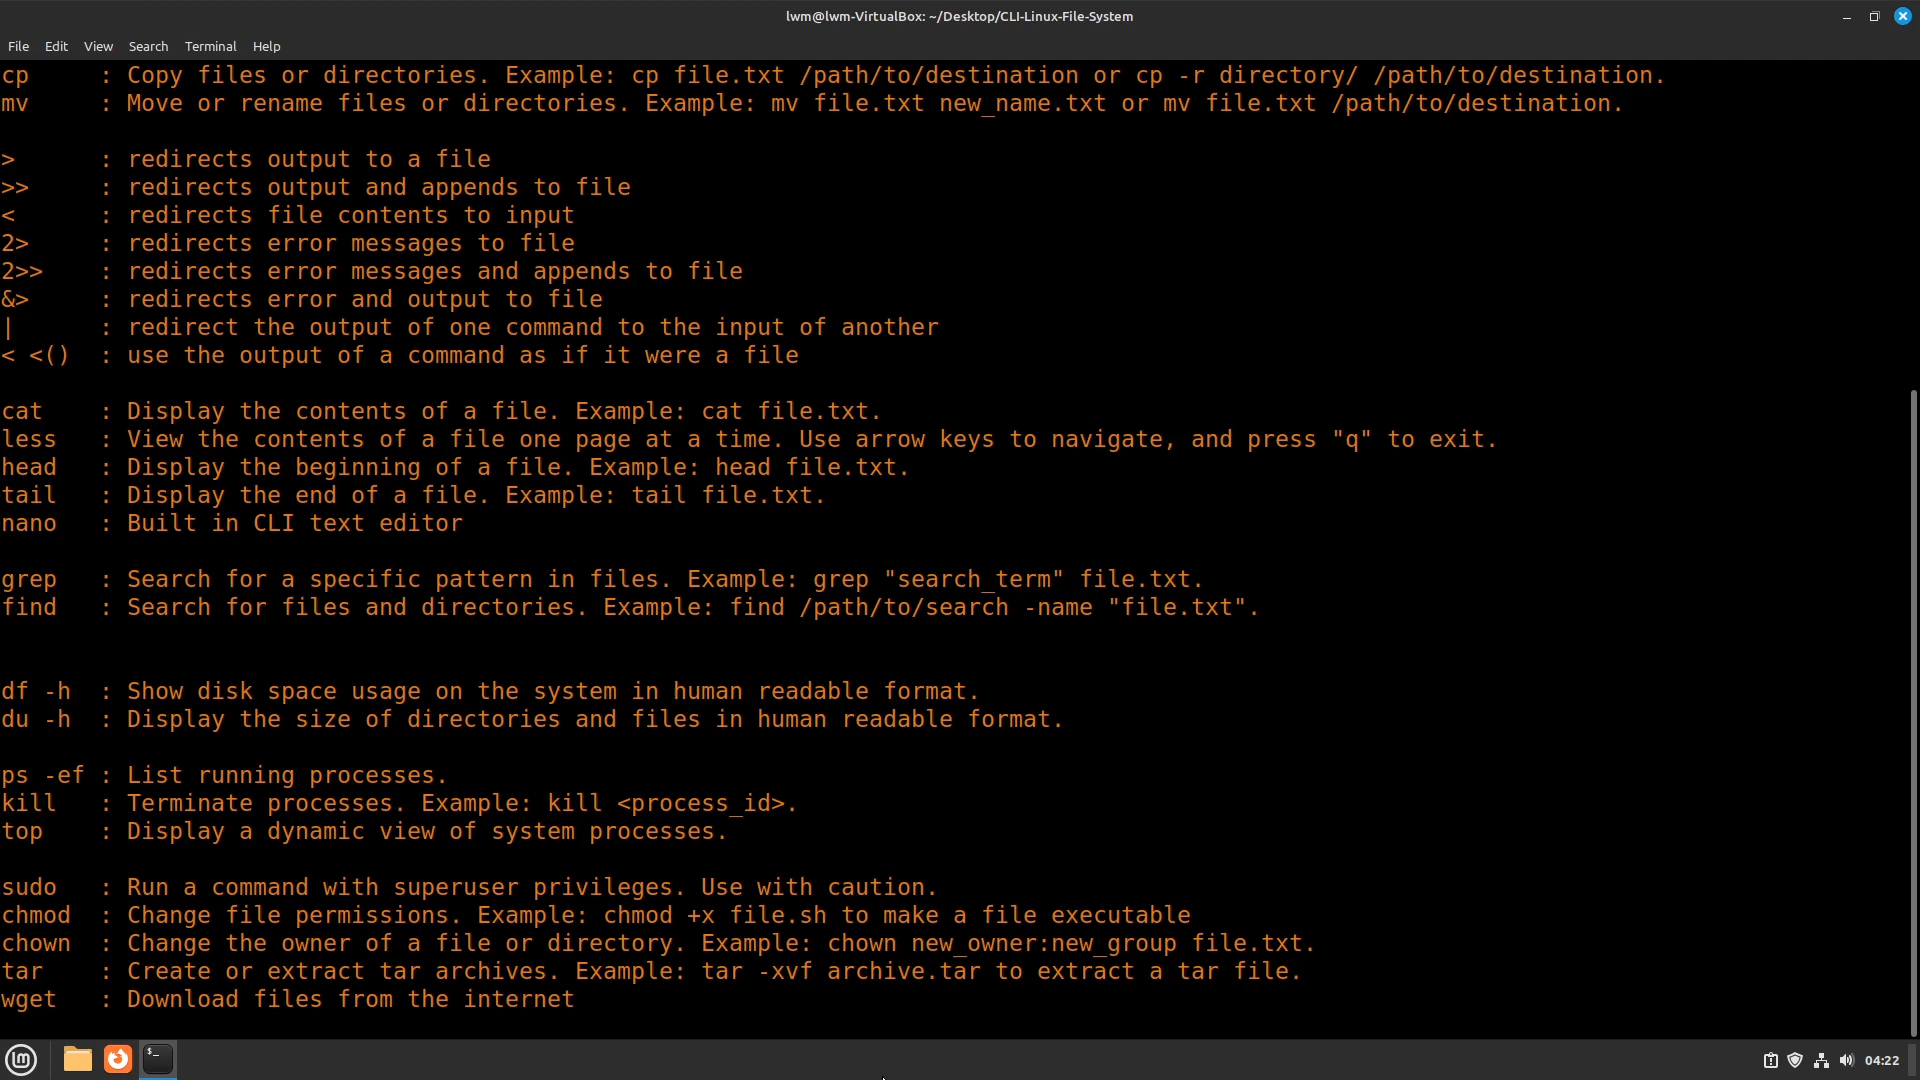 lwm@lwm-VirtualBox: ~/Desktop/CLI-Linux-File-System
File Edit View Search Terminal Help
cp     : Copy files or directories. Example: cp file.txt /path/to/destination or cp -r directory/ /path/to/destination.
mv     : Move or rename files or directories. Example: mv file.txt new_name.txt or mv file.txt /path/to/destination.
>      : redirects output to a file
>>     : redirects output and appends to file
<      : redirects file contents to input
2>     : redirects error messages to file
2>>    : redirects error messages and appends to file
&>     : redirects error and output to file
|      : redirect the output of one command to the input of another
< <()  : use the output of a command as if it were a file
cat    : Display the contents of a file. Example: cat file.txt.
less   : View the contents of a file one page at a time. Use arrow keys to navigate, and press "q" to exit.
head   : Display the beginning of a file. Example: head file.txt.
tail   : Display the end of a file. Example: tail file.txt.
nano   : Built in CLI text editor
grep   : Search for a specific pattern in files. Example: grep "search_term" file.txt.
find   : Search for files and directories. Example: find /path/to/search -name "file.txt".
df -h  : Show disk space usage on the system in human readable format.
du -h  : Display the size of directories and files in human readable format.
ps -ef : List running processes.
kill   : Terminate processes. Example: kill <process_id>.
top    : Display a dynamic view of system processes.
sudo   : Run a command with superuser privileges. Use with caution.
chmod  : Change file permissions. Example: chmod +x file.sh to make a file executable
chown  : Change the owner of a file or directory. Example: chown new_owner:new_group file.txt.
tar    : Create or extract tar archives. Example: tar -xvf archive.tar to extract a tar file.
wget   : Download files from the internet
04:22